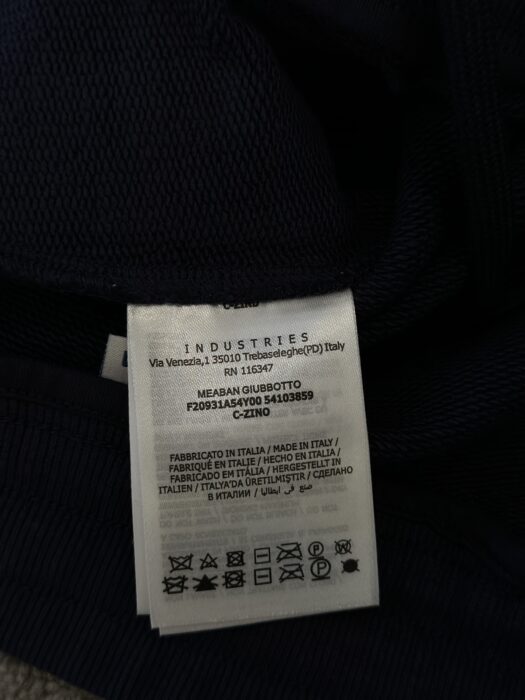 C-ZINO
INDUSTRIES
Via Venezia,1 35010 Trebaseleghe(PD) Italy
RN 116347
MEABAN GIUBBOTTO
F20931A54Y00 54103859
C-ZINO
FABBRICATO IN ITALIA / MADE IN ITALY /
FABRIQUÉ EN ITALIE / HECHO EN ITALIA /
FABRICADO EM ITÁLIA / HERGESTELLT IN
ITALIEN / ITALYA'DA ÜRETILMIŞTIR / СДЕЛАНО
В ИТАЛИИ / صنع في ايطاليا
P W
P